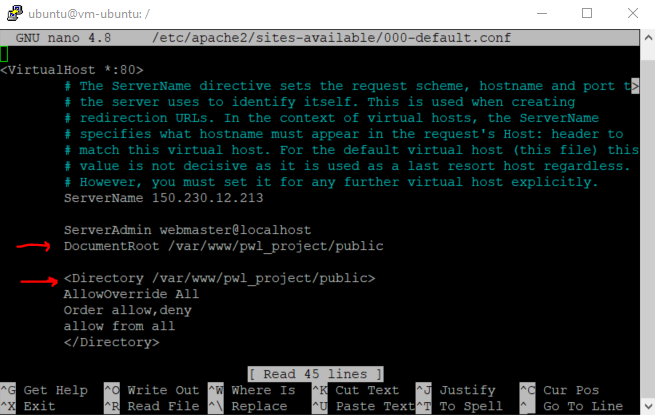 ubuntu@vm-ubuntu: /
GNU nano 4.8 /etc/apache2/sites-available/000-default.conf
<VirtualHost *:80>
# The ServerName directive sets the request scheme, hostname and port t>
# the server uses to identify itself. This is used when creating
# redirection URLs. In the context of virtual hosts, the ServerName
# specifies what hostname must appear in the request's Host: header to
# match this virtual host. For the default virtual host (this file) this
# value is not decisive as it is used as a last resort host regardless.
# However, you must set it for any further virtual host explicitly.
ServerName 150.230.12.213
ServerAdmin webmaster@localhost
DocumentRoot /var/www/pwl_project/public
<Directory /var/www/pwl_project/public>
AllowOverride All
Order allow,deny
allow from all
</Directory>
[ Read 45 lines ]
^G Get Help ^O Write Out ^W Where Is ^K Cut Text ^J Justify ^C Cur Pos
^X Exit ^R Read File ^\ Replace ^U Paste Text ^T To Spell ^_ Go To Line